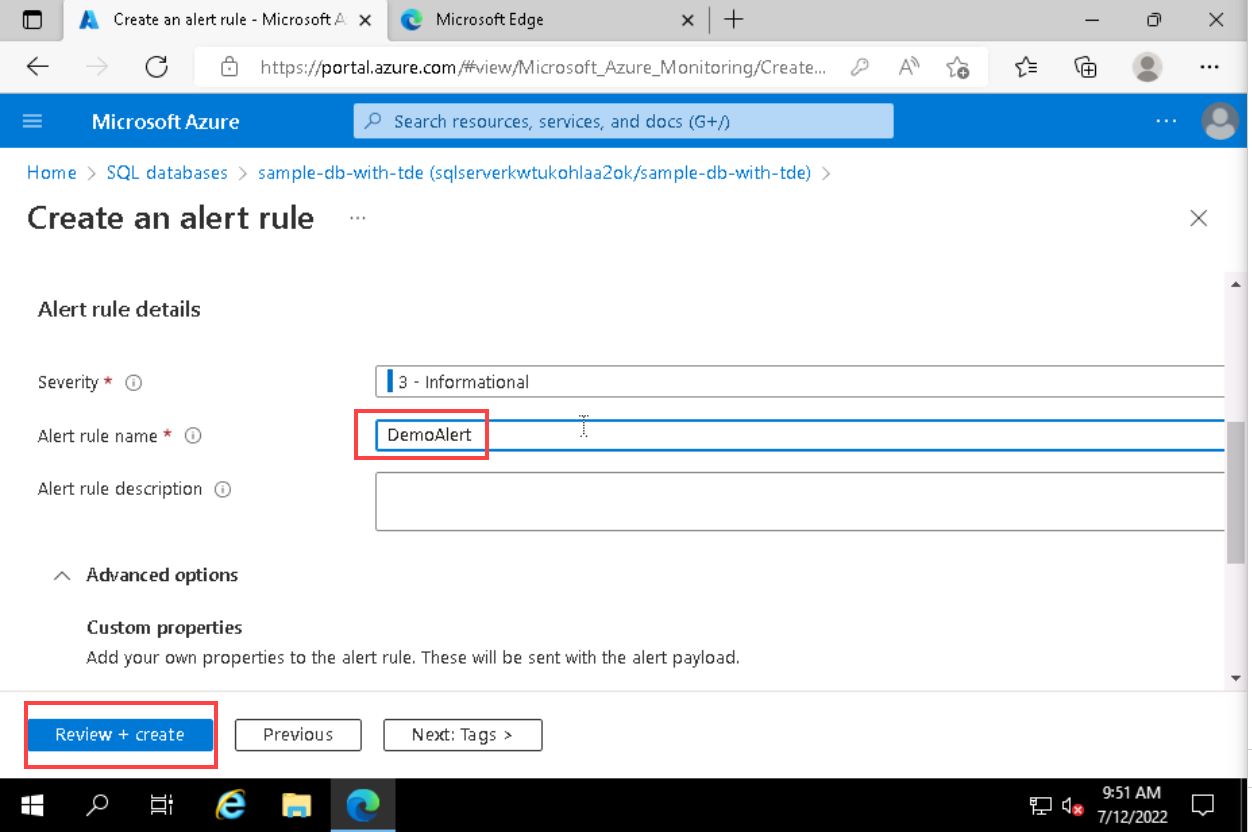 Create an alert rule - Microsoft A
Microsoft Edge
https://portal.azure.com/#view/Microsoft_Azure_Monitoring/Create...
Microsoft Azure
Search resources, services, and docs (G+/)
Home > SQL databases > sample-db-with-tde (sqlserverkwtukohlaa2ok/sample-db-with-tde) >
Create an alert rule ...
Alert rule details
Severity *
3 - Informational
Alert rule name *
DemoAlert
Alert rule description
Advanced options
Custom properties
Add your own properties to the alert rule. These will be sent with the alert payload.
Review + create
Previous
Next: Tags >
9:51 AM
7/12/2022